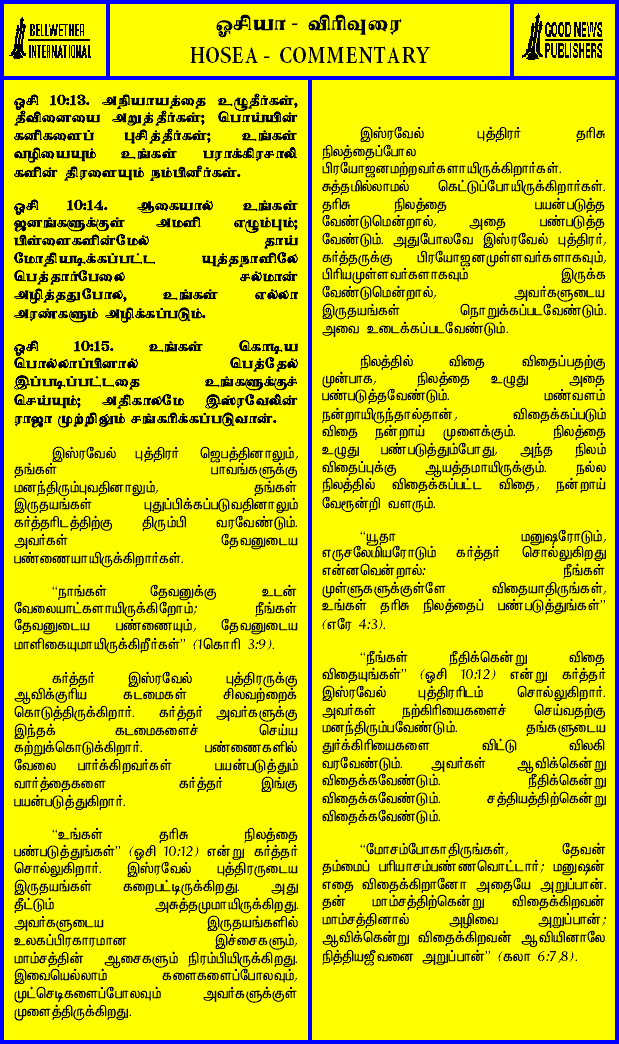 BELLWETHER
INTERNATIONAL
ஓசியா - விரிவுரை
HOSEA - COMMENTARY
GOOD NEWS
PUBLISHERS
ஓசி 10:13. அநியாயத்தை உழுதீர்கள்,
தீவினையை அறுத்தீர்கள்; பொய்யின்
கனிகளைப் புசித்தீர்கள்; உங்கள்
வழியையும் உங்கள் பராக்கிரசாலி
களின் திரளையும் நம்பினீர்கள்.
ஓசி 10:14. ஆகையால் உங்கள்
ஜனங்களுக்குள் அமளி எழும்பும்;
பிள்ளைகளின்மேல் தாய்
மோதியடிக்கப்பட்ட யுத்தநாளிலே
பெத்தார்பேலை சல்மான்
அழித்ததுபோல, உங்கள் எல்லா
அரண்களும் அழிக்கப்படும்.
ஓசி 10:15. உங்கள் கொடிய
பொல்லாப்பினால் பெத்தேல்
இப்படிப்பட்டதை உங்களுக்குச்
செய்யும்; அதிகாலமே இஸ்ரவேலின்
ராஜா முற்றிலும் சங்கரிக்கப்படுவான்.
இஸ்ரவேல் புத்திரர் ஜெபத்தினாலும்,
தங்கள் பாவங்களுக்கு
மனந்திரும்புவதினாலும், தங்கள்
இருதயங்கள் புதுப்பிக்கப்படுவதினாலும்
கர்த்தரிடத்திற்கு திரும்பி வரவேண்டும்.
அவர்கள் தேவனுடைய
பண்ணையாயிருக்கிறார்கள்.
“நாங்கள் தேவனுக்கு உடன்
வேலையாட்களாயிருக்கிறோம்; நீங்கள்
தேவனுடைய பண்ணையும், தேவனுடைய
மாளிகையுமாயிருக்கிறீர்கள்” (1கொரி 3:9).
கர்த்தர் இஸ்ரவேல் புத்திரருக்கு
ஆவிக்குரிய கடமைகள் சிலவற்றைக்
கொடுத்திருக்கிறார். கர்த்தர் அவர்களுக்கு
இந்தக் கடமைகளைச் செய்ய
கற்றுக்கொடுக்கிறார். பண்ணைகளில்
வேலை பார்க்கிறவர்கள் பயன்படுத்தும்
வார்த்தைகளை கர்த்தர் இங்கு
பயன்படுத்துகிறார்.
“உங்கள் தரிசு நிலத்தை
பண்படுத்துங்கள்” (ஓசி 10:12) என்று கர்த்தர்
சொல்லுகிறார். இஸ்ரவேல் புத்திரருடைய
இருதயங்கள் கறைபட்டிருக்கிறது. அது
தீட்டும் அசுத்தமுமாயிருக்கிறது.
அவர்களுடைய இருதயங்களில்
உலகப்பிரகாரமான இச்சைகளும்,
மாம்சத்தின் ஆசைகளும் நிரம்பியிருக்கிறது.
இவையெல்லாம் களைகளைப்போலவும்,
முட்செடிகளைப்போலவும் அவர்களுக்குள்
முளைத்திருக்கிறது.
இஸ்ரவேல் புத்திரர் தரிசு
நிலத்தைப்போல
பிரயோஜனமற்றவர்களாயிருக்கிறார்கள்.
சுத்தமில்லாமல் கெட்டுப்போயிருக்கிறார்கள்.
தரிசு நிலத்தை பயன்படுத்த
வேண்டுமென்றால், அதை பண்படுத்த
வேண்டும். அதுபோலவே இஸ்ரவேல் புத்திரர்,
கர்த்தருக்கு பிரயோஜனமுள்ளவர்களாகவும்,
பிரியமுள்ளவர்களாகவும் இருக்க
வேண்டுமென்றால், அவர்களுடைய
இருதயங்கள் நொறுக்கப்படவேண்டும்.
அவை உடைக்கப்படவேண்டும்.
நிலத்தில் விதை விதைப்பதற்கு
முன்பாக, நிலத்தை உழுது அதை
பண்படுத்தவேண்டும். மண்வளம்
நன்றாயிருந்தால்தான், விதைக்கப்படும்
விதை நன்றாய் முளைக்கும். நிலத்தை
உழுது பண்படுத்தும்போது, அந்த நிலம்
விதைப்புக்கு ஆயத்தமாயிருக்கும். நல்ல
நிலத்தில் விதைக்கப்பட்ட விதை, நன்றாய்
வேரூன்றி வளரும்.
“யூதா மனுஷரோடும்,
எருசலேமியரோடும் கர்த்தர் சொல்லுகிறது
என்னவென்றால்: நீங்கள்
முள்ளுகளுக்குள்ளே விதையாதிருங்கள்,
உங்கள் தரிசு நிலத்தைப் பண்படுத்துங்கள்”
(எரே 4:3).
“நீங்கள் நீதிக்கென்று விதை
விதையுங்கள்” (ஓசி 10:12) என்று கர்த்தர்
இஸ்ரவேல் புத்திரரிடம் சொல்லுகிறார்.
அவர்கள் நற்கிரியைகளைச் செய்வதற்கு
மனந்திரும்பவேண்டும். தங்களுடைய
துர்க்கிரியைகளை விட்டு விலகி
வரவேண்டும். அவர்கள் ஆவிக்கென்று
விதைக்கவேண்டும். நீதிக்கென்று
விதைக்கவேண்டும். சத்தியத்திற்கென்று
விதைக்கவேண்டும்.
“மோசம்போகாதிருங்கள், தேவன்
தம்மைப் பரியாசம்பண்ணவொட்டார்; மனுஷன்
எதை விதைக்கிறானோ அதையே அறுப்பான்.
தன் மாம்சத்திற்கென்று விதைக்கிறவன்
மாம்சத்தினால் அழிவை அறுப்பான்;
ஆவிக்கென்று விதைக்கிறவன் ஆவியினாலே
நித்தியஜீவனை அறுப்பான்” (கலா 6:7,8).